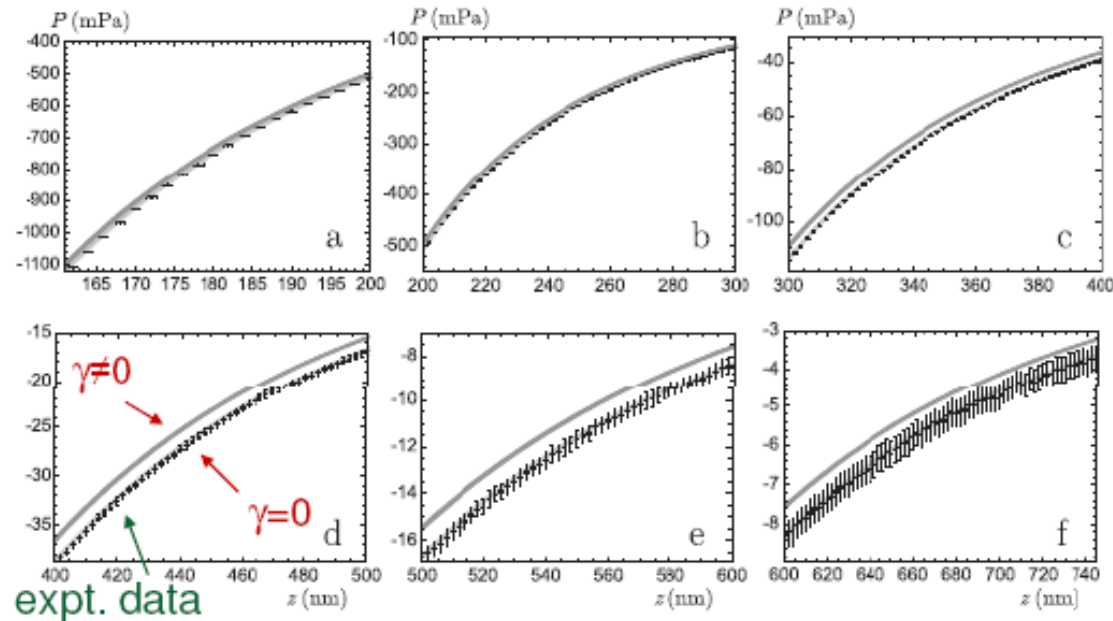 P (mPa)
-400
-500
-600
-700
-800
-900
-1000
-1100
165 170 175 180 185 190 195 200
a
P (mPa)
-100
-200
-300
-400
-500
200 220 240 260 280 300
b
P (mPa)
-40
-60
-80
-100
300 320 340 360 380 400
c
-15
-20
-25
-30
-35
γ≠0
γ=0
d
400 420 440 460 480 500
z (nm)
expt. data
-8
-10
-12
-14
-16
e
500 520 540 560 580 600
z (nm)
-3
-4
-5
-6
-7
-8
f
600 620 640 660 680 700 720 740
z [nm]